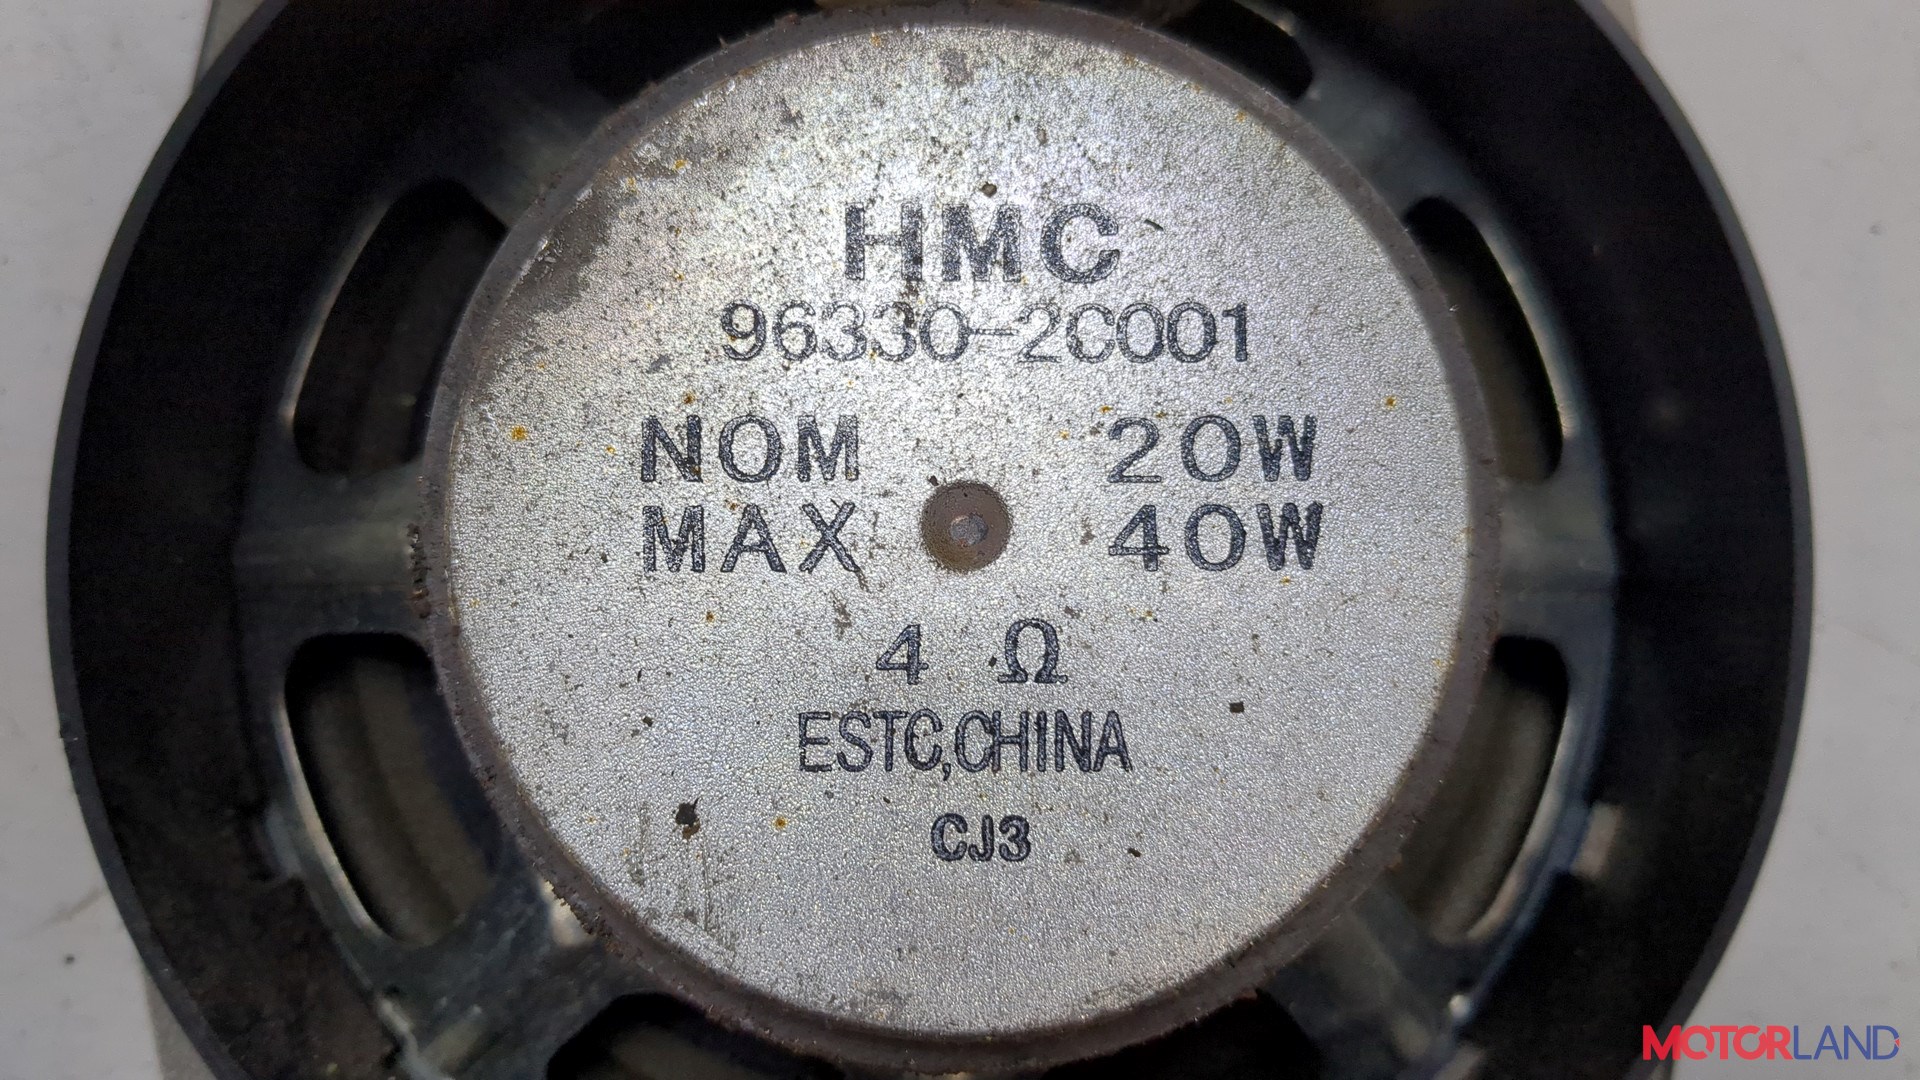 HMC
96330-2C001
NOM 20W
MAX 40W
4 Ω
ESTC,CHINA
CJ3
MOTORLAND